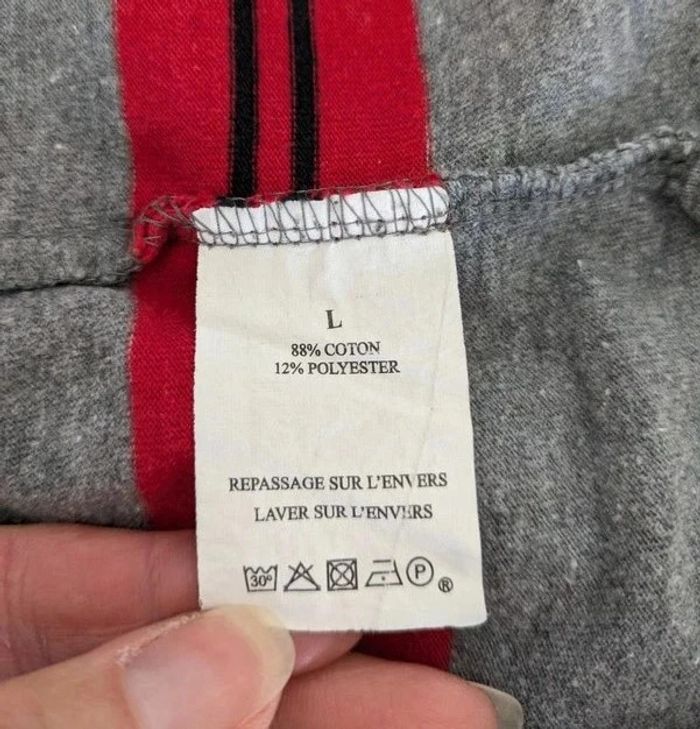 L
88% COTON
12% POLYESTER
REPASSAGE SUR L'ENVERS
LAVER SUR L'ENVERS
30° P ®